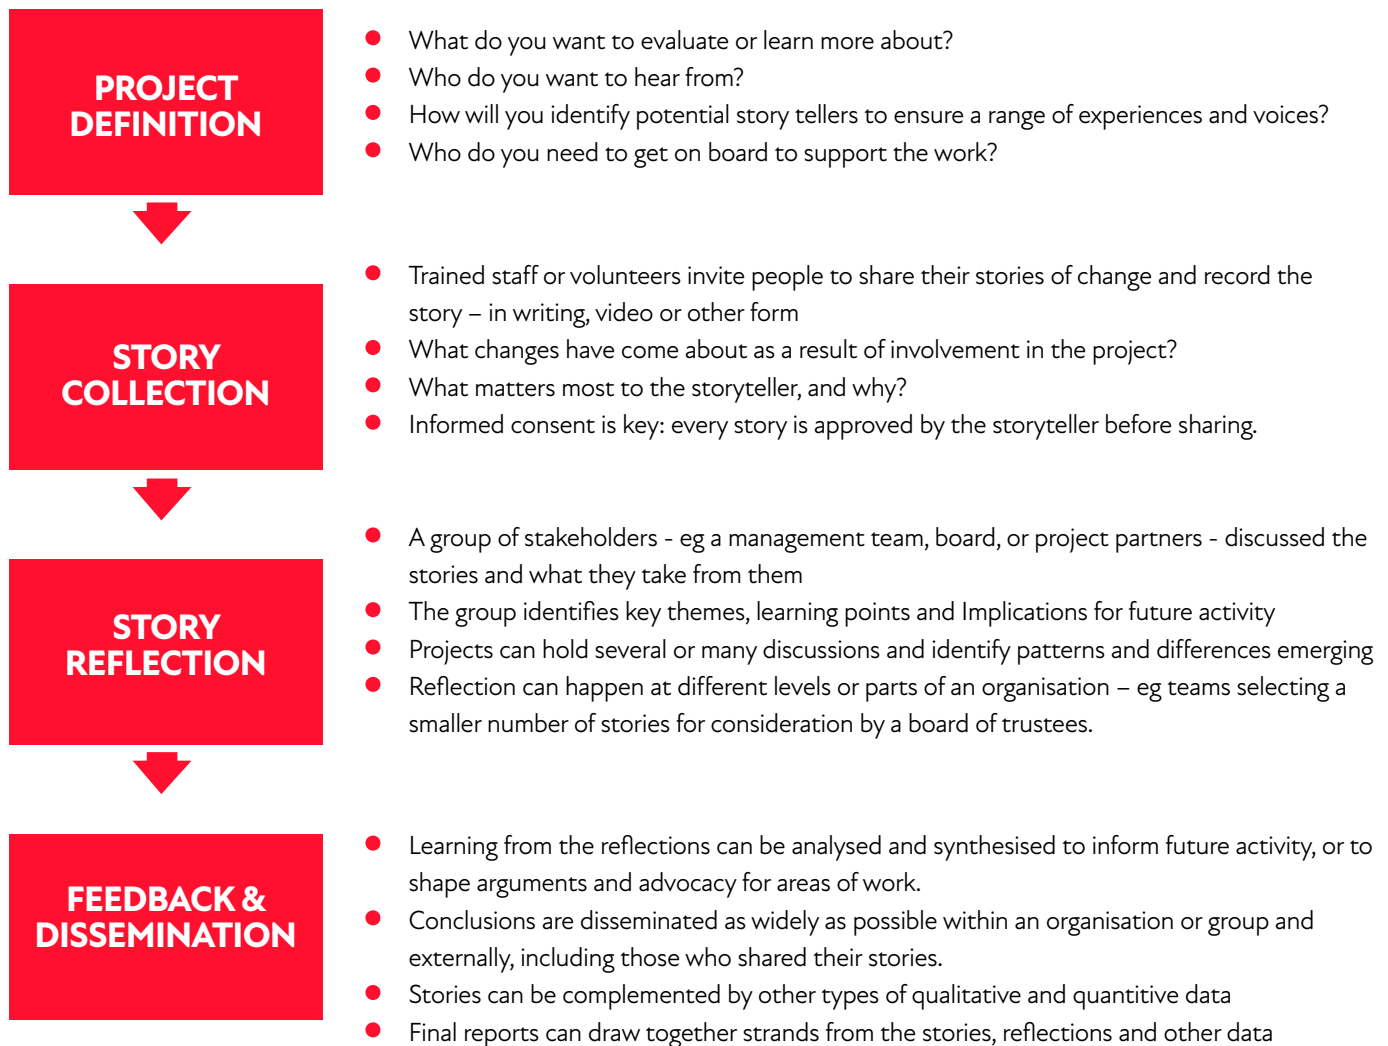 PROJECT
DEFINITION
● What do you want to evaluate or learn more about?
● Who do you want to hear from?
● How will you identify potential story tellers to ensure a range of experiences and voices?
● Who do you need to get on board to support the work?
STORY
COLLECTION
● Trained staff or volunteers invite people to share their stories of change and record the
story – in writing, video or other form
● What changes have come about as a result of involvement in the project?
● What matters most to the storyteller, and why?
● Informed consent is key: every story is approved by the storyteller before sharing.
STORY
REFLECTION
● A group of stakeholders - eg a management team, board, or project partners - discussed the
stories and what they take from them
● The group identifies key themes, learning points and Implications for future activity
● Projects can hold several or many discussions and identify patterns and differences emerging
● Reflection can happen at different levels or parts of an organisation – eg teams selecting a
smaller number of stories for consideration by a board of trustees.
FEEDBACK &
DISSEMINATION
● Learning from the reflections can be analysed and synthesised to inform future activity, or to
shape arguments and advocacy for areas of work.
● Conclusions are disseminated as widely as possible within an organisation or group and
externally, including those who shared their stories.
● Stories can be complemented by other types of qualitative and quantitive data
● Final reports can draw together strands from the stories, reflections and other data